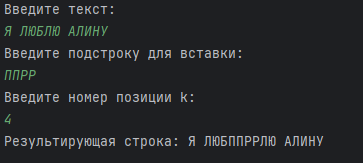 Введите текст:
Я ЛЮБЛЮ АЛИНУ
Введите подстроку для вставки:
ППРР
Введите номер позиции k:
4
Результирующая строка: Я ЛЮБППРРЛЮ АЛИНУ